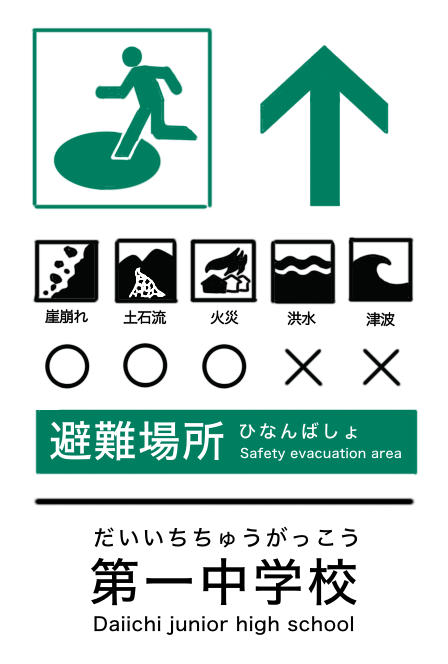 崖崩れ 土石流 火災 洪水 津波
○ ○ ○ × ×
避難場所 ひなんばしょ
Safety evacuation area
だいいちちゅうがっこう
第一中学校
Daiichi junior high school